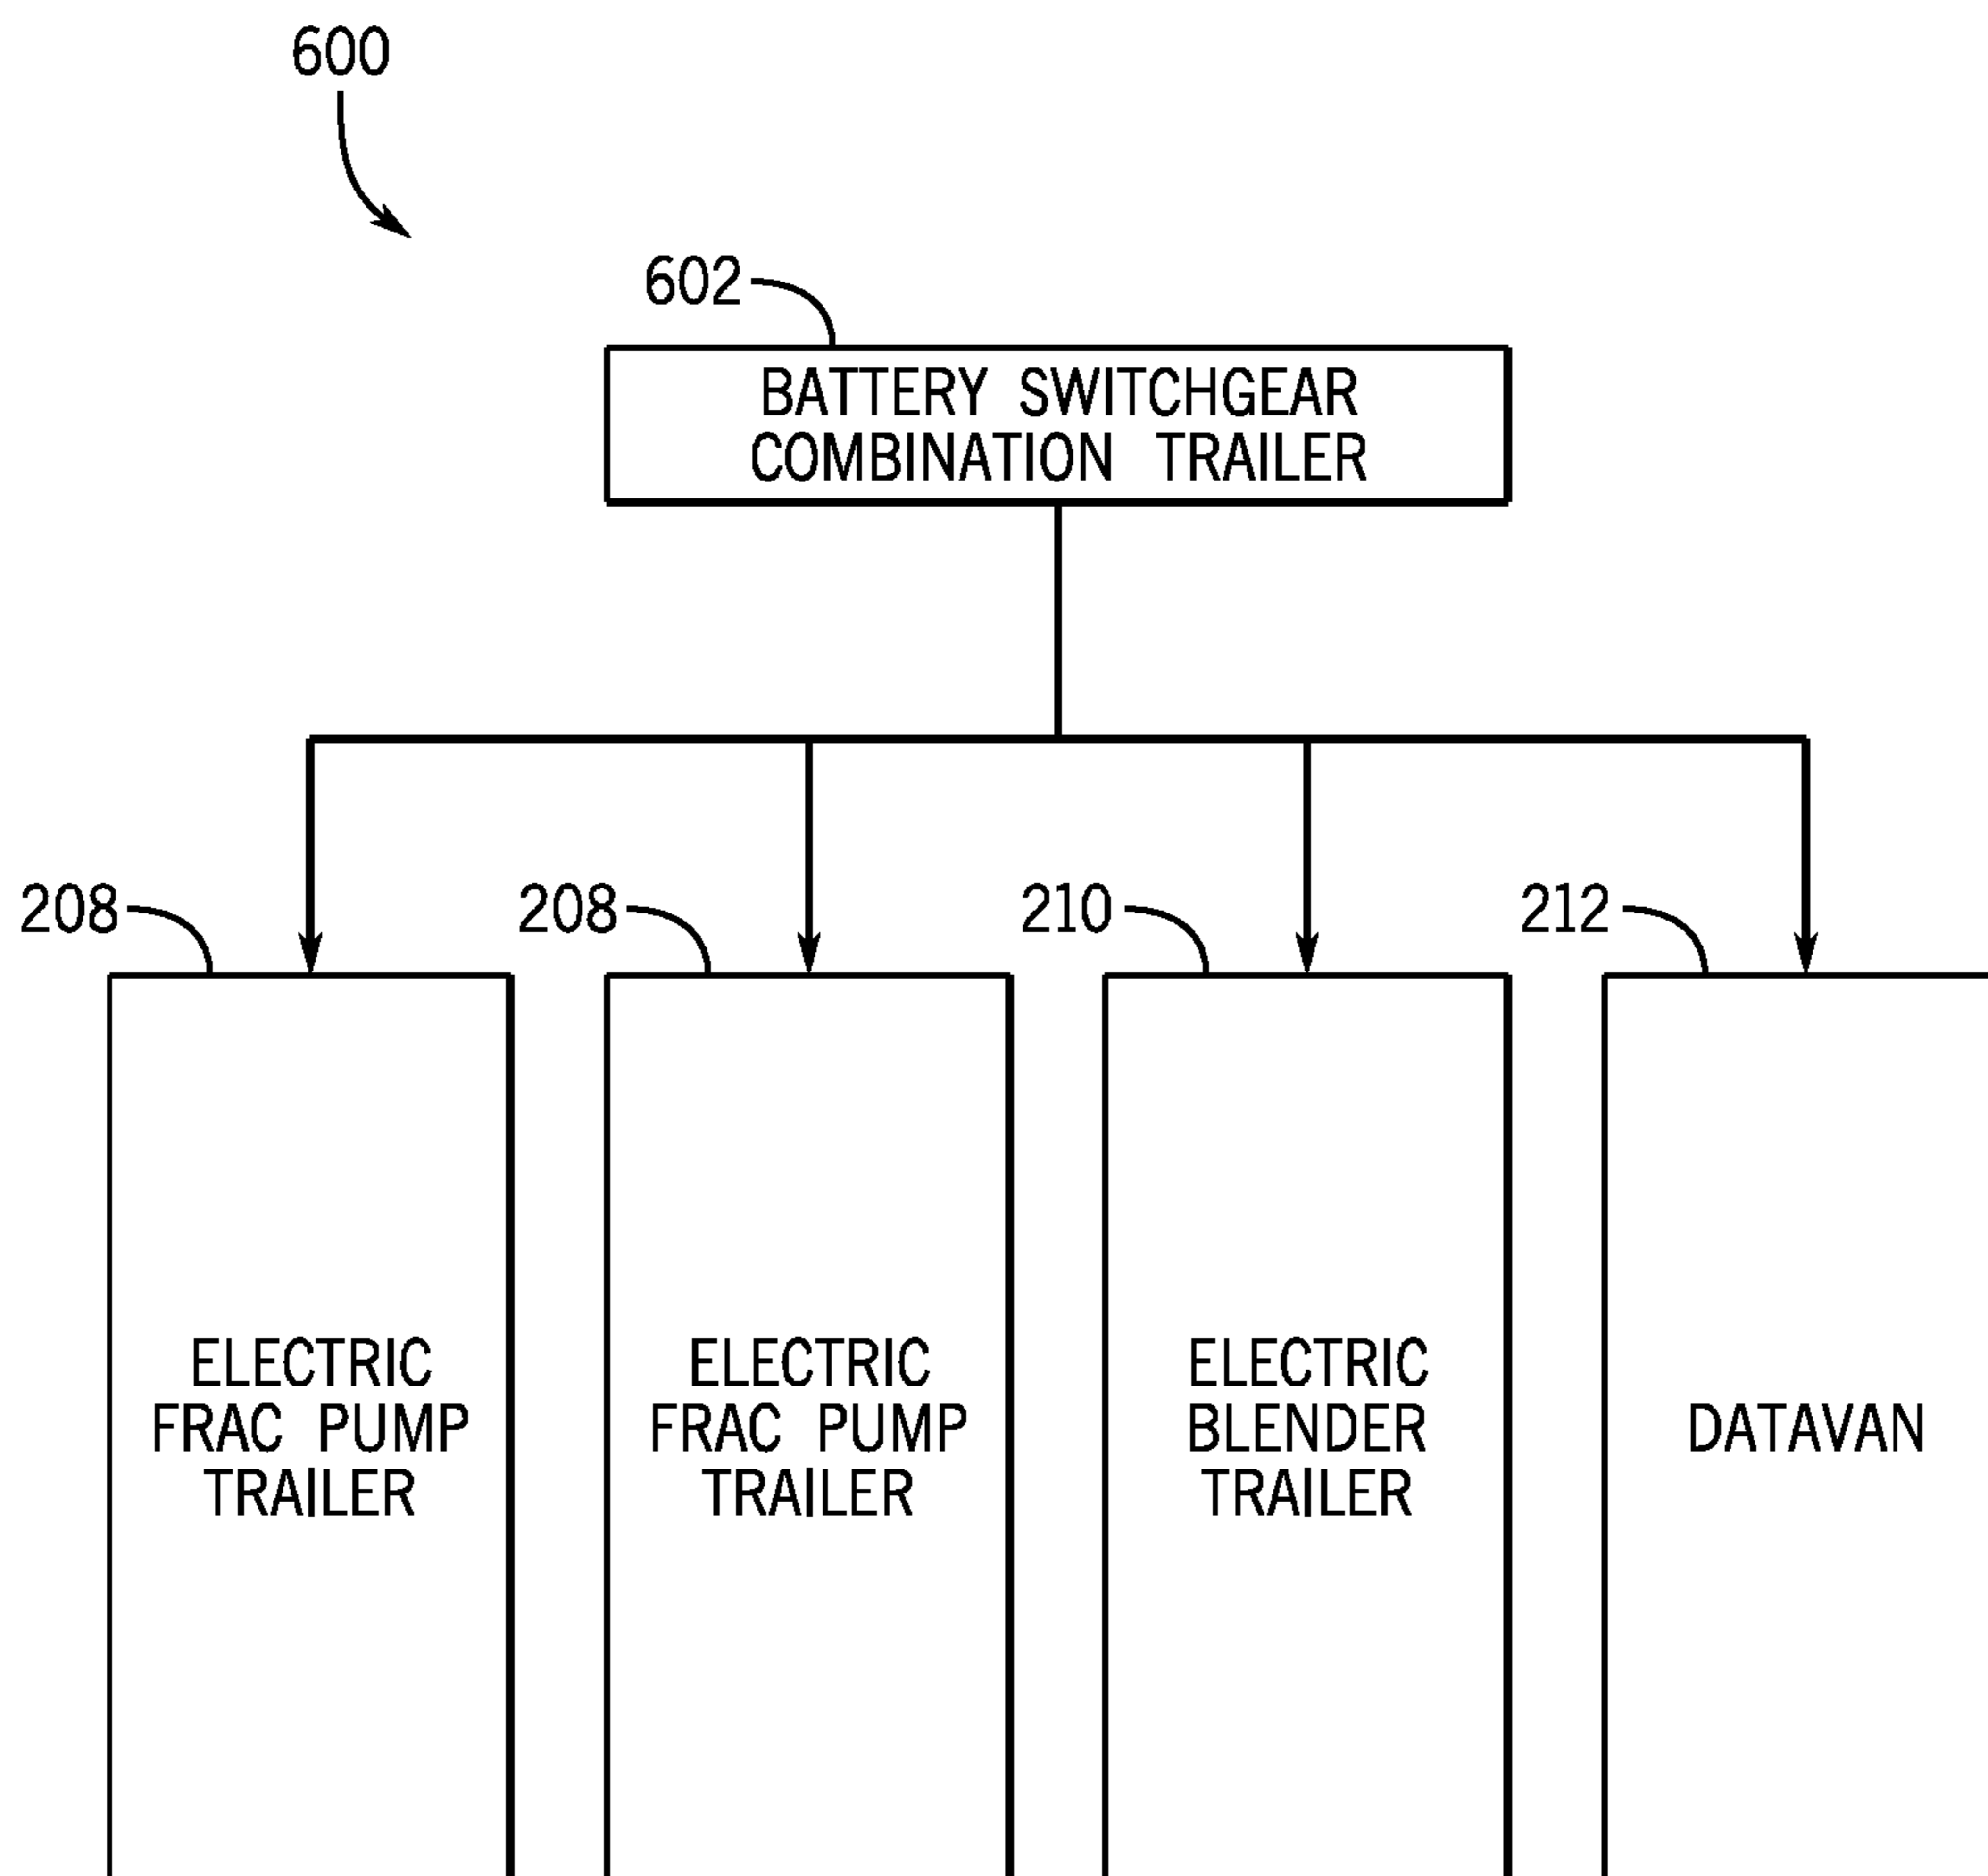 600
602
BATTERY SWITCHGEAR
COMBINATION TRAILER
208
208
210
212
ELECTRIC
FRAC PUMP
TRAILER
ELECTRIC
FRAC PUMP
TRAILER
ELECTRIC
BLENDER
TRAILER
DATAVAN